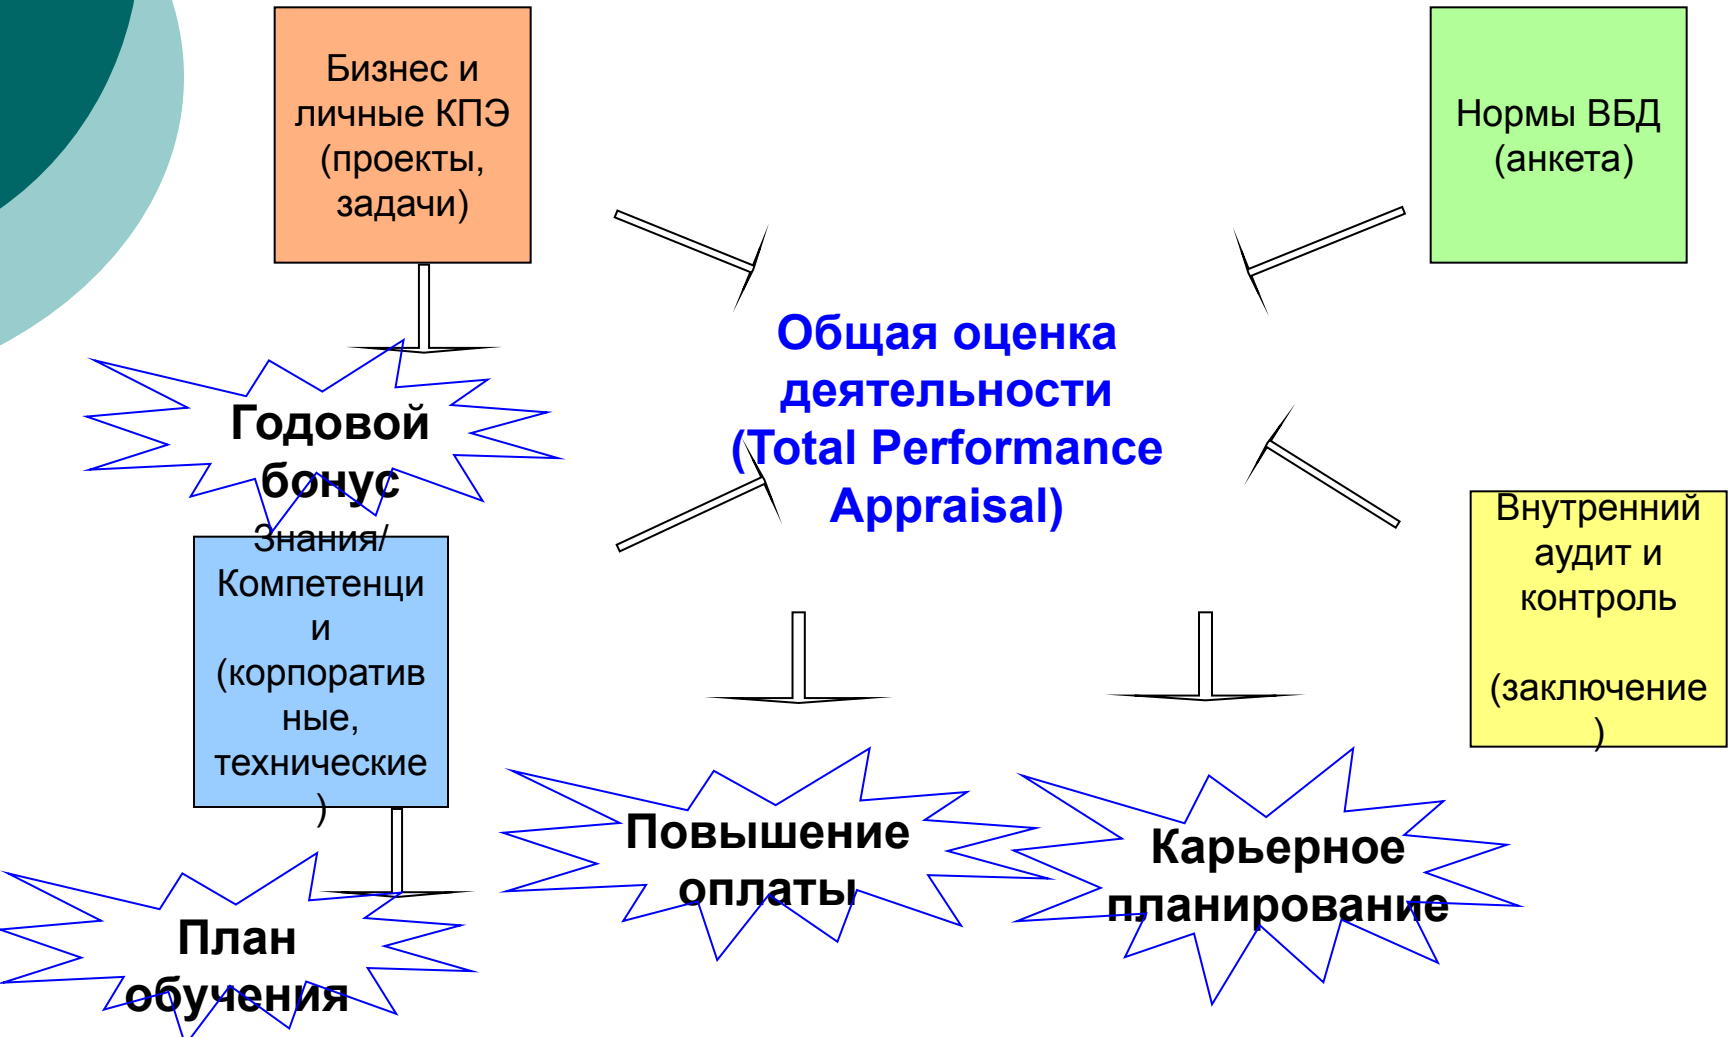 Бизнес и
личные КПЭ
(проекты,
задачи)
Нормы ВБД
(анкета)
Общая оценка
деятельности
(Total Performance
Appraisal)
Годовой
бонус
Знания/
Компетенци
и
(корпоратив
ные,
технические
)
Внутренний
аудит и
контроль
(заключение
)
Повышение
оплаты
Карьерное
планирование
План
обучения